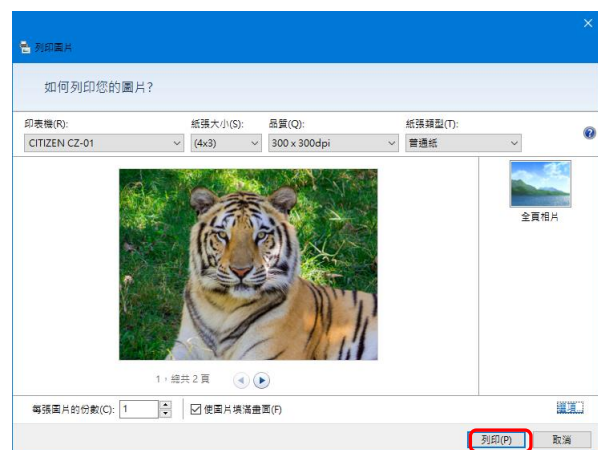 列印圖片
如何列印您的圖片?
印表機(R): 紙張大小(S): 品質(Q): 紙張類型(T):
CITIZEN CZ-01 (4x3) 300 x 300dpi 普通紙
全頁相片
1，總共 2 頁
每張圖片的份數(C): 1 使圖片填滿畫面(F) 選項...
列印(P) 取消